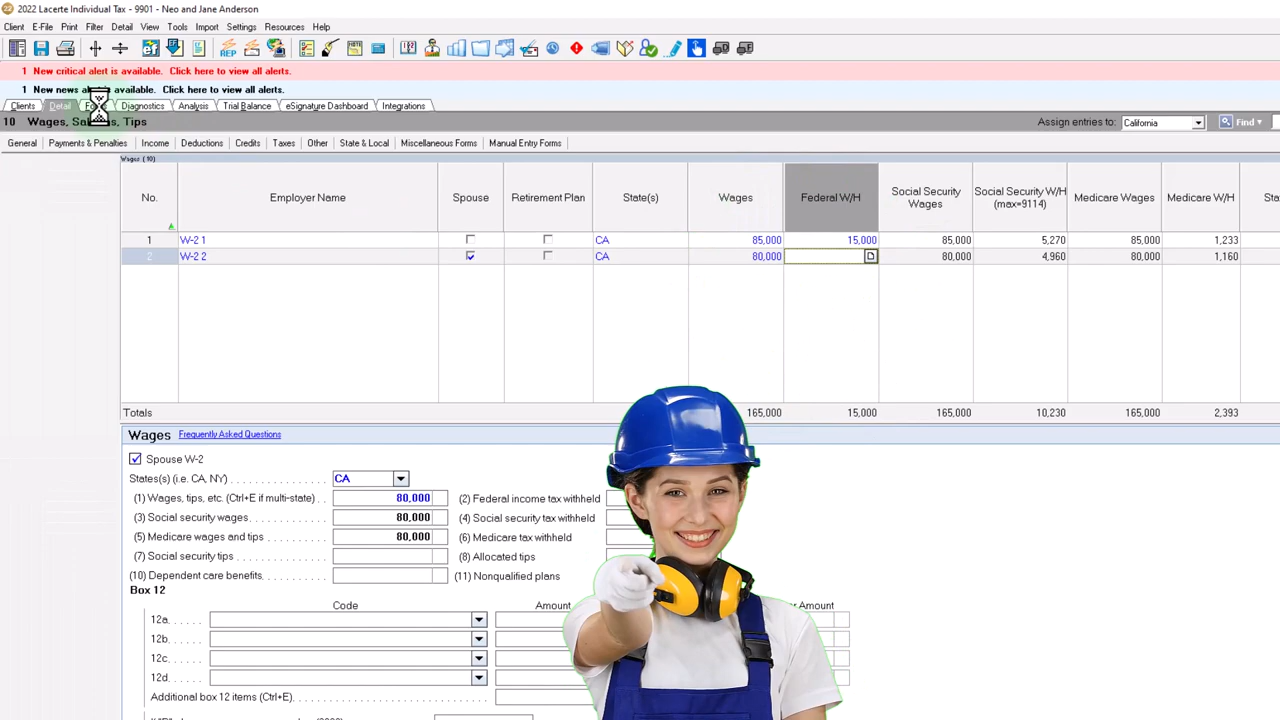 2022 Lacerte Individual Tax - 9901 - Neo and Jane Anderson
Client E-File Print Filter Detail View Tools Import Settings Resources Help
1 New critical alert is available. Click here to view all alerts.
1 New news available. Click here to view all alerts.
Clients Detail Diagnostics Analysis Trial Balance eSignature Dashboard Integrations
10 Wages, Tips Assign entries to: California Find
General Payments & Penalties Income Deductions Credits Taxes Other State & Local Miscellaneous Forms Manual Entry Forms
Wages (10)
No. Employer Name Spouse Retirement Plan State(s) Wages Federal W/H Social Security Wages Social Security W/H (max=9114) Medicare Wages Medicare W/H
1 W-2 1 CA 85,000 15,000 85,000 5,270 85,000 1,233
2 W-2 2 CA 80,000 80,000 4,960 80,000 1,160
Totals 165,000 15,000 165,000 10,230 165,000 2,393
Wages Frequently Asked Questions
Spouse W-2
States(s) (i.e. CA, NY) CA
(1) Wages, tips, etc. (Ctrl+E if multi-state) 80,000 (2) Federal income tax withheld
(3) Social security wages 80,000 (4) Social security tax withheld
(5) Medicare wages and tips 80,000 (6) Medicare tax withheld
(7) Social security tips (8) Allocated tips
(10) Dependent care benefits (11) Nonqualified plans
Box 12
Code Amount Amount
12a
12b
12c
12d
Additional box 12 items (Ctrl+E)